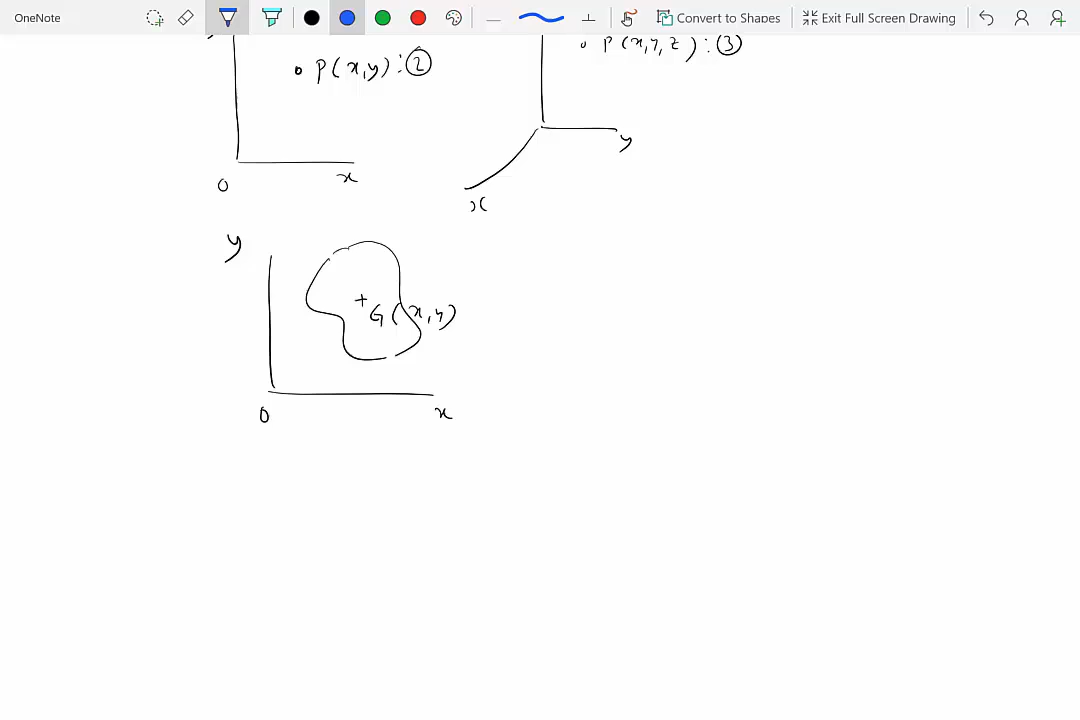 OneNote
Convert to Shapes
Exit Full Screen Drawing
P(x,y) : ②
0
x
P(x,y,z) : ③
y
x
y
G(x,y)
0
x